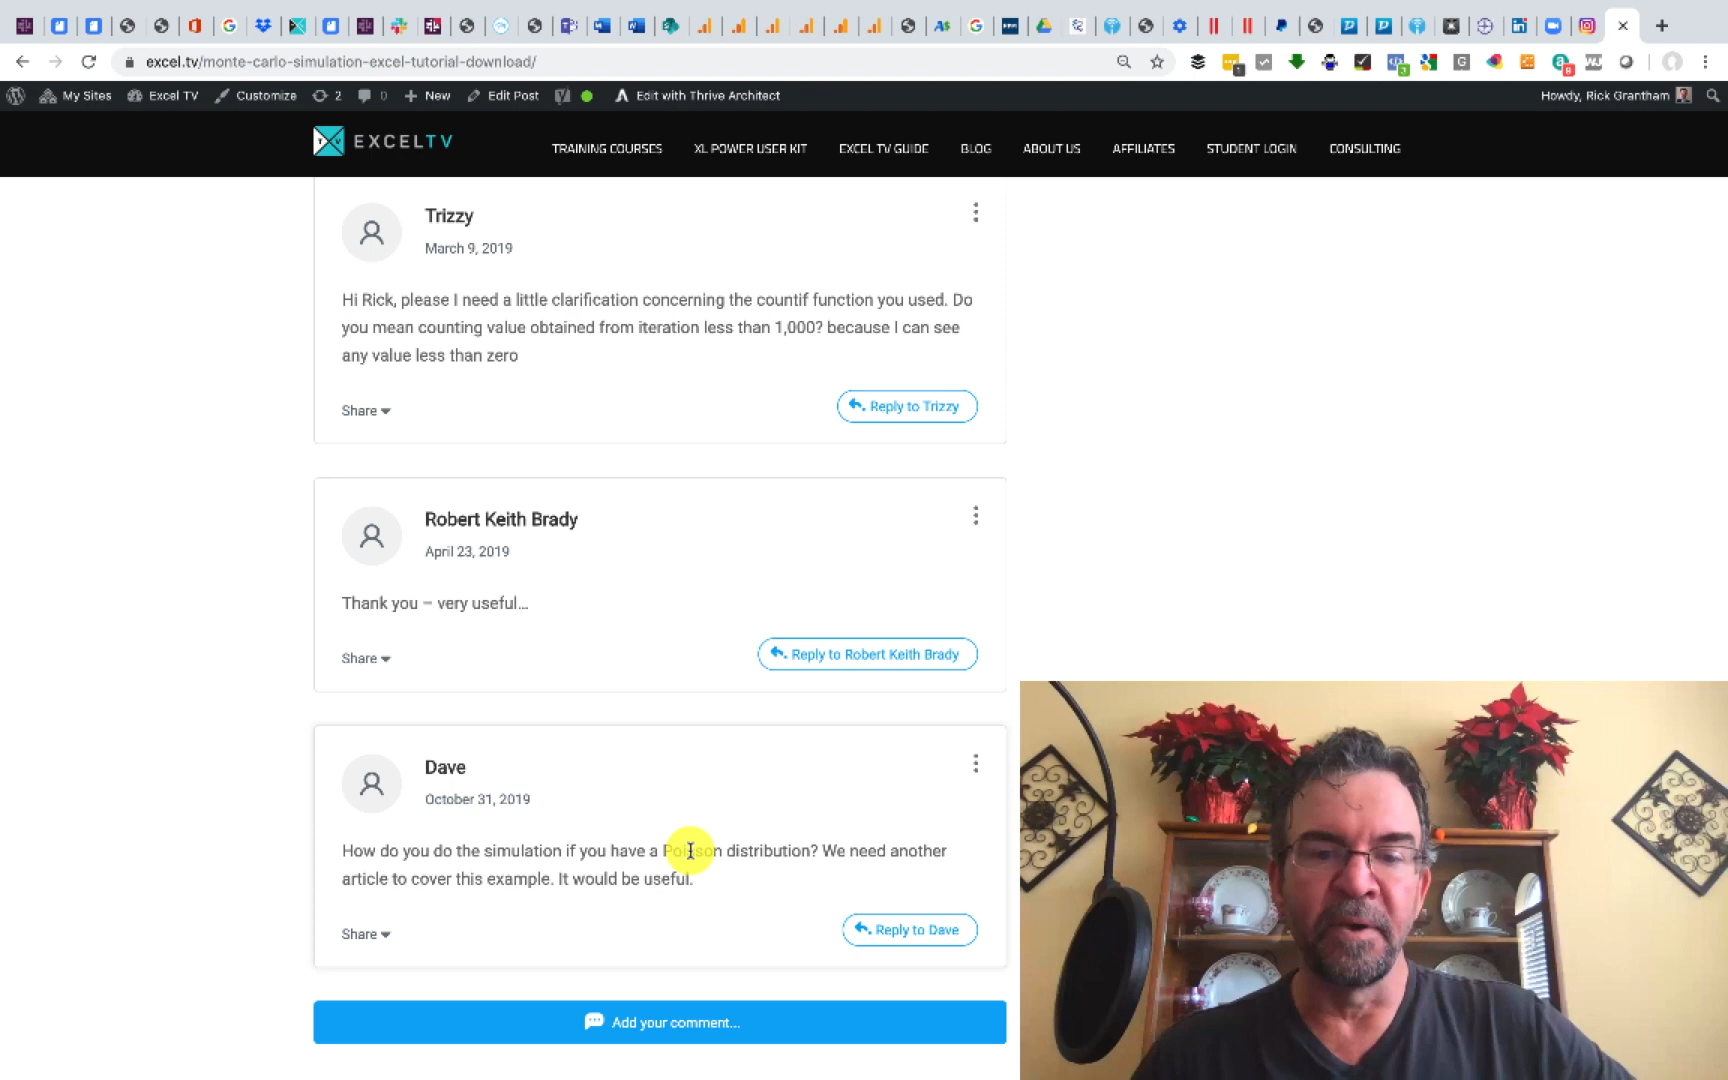 excel.tv/monte-carlo-simulation-excel-tutorial-download/
My Sites Excel TV Customize 2 0 New Edit Post Edit with Thrive Architect Howdy, Rick Grantham
EXCELTV TRAINING COURSES XL POWER USER KIT EXCEL TV GUIDE BLOG ABOUT US AFFILIATES STUDENT LOGIN CONSULTING
Trizzy
March 9, 2019
Hi Rick, please I need a little clarification concerning the countif function you used. Do
you mean counting value obtained from iteration less than 1,000? because I can see
any value less than zero
Share Reply to Trizzy
Robert Keith Brady
April 23, 2019
Thank you – very useful…
Share Reply to Robert Keith Brady
Dave
October 31, 2019
How do you do the simulation if you have a Poisson distribution? We need another
article to cover this example. It would be useful.
Share Reply to Dave
Add your comment...